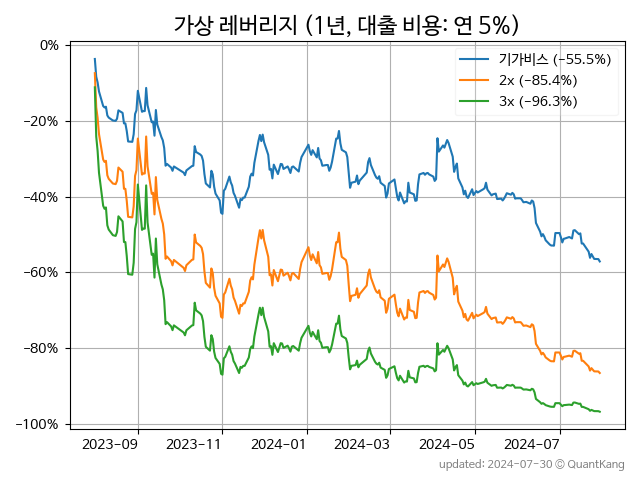 가상 레버리지 (1년, 대출 비용: 연 5%)
기가비스 (−55.5%)
2x (−85.4%)
3x (−96.3%)
0%
−20%
−40%
−60%
−80%
−100%
2023-09
2023-11
2024-01
2024-03
2024-05
2024-07
updated: 2024-07-30 © QuantKang